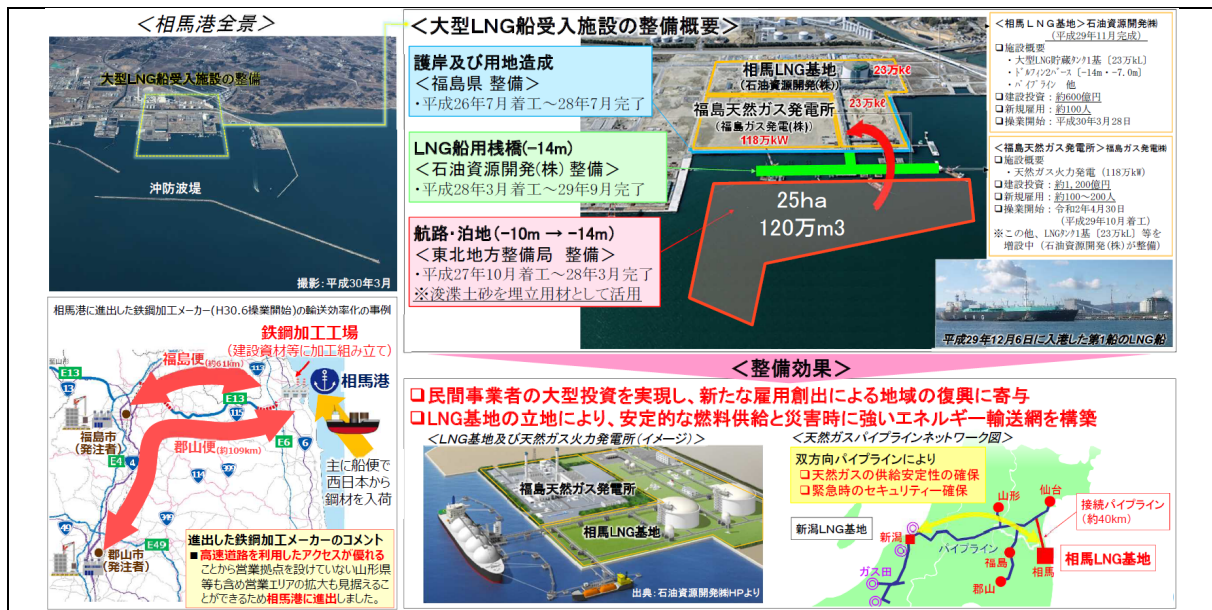 ＜相馬港全景＞
大型LNG船受入施設の整備
沖防波堤
撮影：平成30年3月
＜大型LNG船受入施設の整備概要＞
護岸及び用地造成
＜福島県 整備＞
・平成26年7月着工～28年7月完了
LNG船用桟橋(−14m)
＜石油資源開発(株) 整備＞
・平成28年3月着工～29年9月完了
航路・泊地(−10m → −14m)
＜東北地方整備局 整備＞
・平成27年10月着工～28年3月完了
※浚渫土砂を埋立用材として活用
相馬LNG基地
(石油資源開発(株))
23万kℓ
23万kℓ
福島天然ガス発電所
(福島ガス発電(株))
118万kW
25ha
120万m3
＜相馬ＬＮＧ基地＞石油資源開発㈱
（平成29年11月完成）
❑施設概要
・大型LNG貯蔵ﾀﾝｸ1基［23万kL］
・ﾄﾞﾙﾌｨﾝ2ﾊﾞｰｽ［-14m・-7.0m］
・ﾊﾟｲﾌﾟﾗｲﾝ 他
❑建設投資：約600億円
❑新規雇用：約100人
❑操業開始：平成30年3月28日
＜福島天然ガス発電所＞福島ガス発電㈱
❑施設概要
・天然ガス火力発電（118万kW）
❑建設投資：約1,200億円
❑新規雇用：約100～200人
❑操業開始：令和2年4月30日
（平成29年10月着工）
※この他、LNGﾀﾝｸ1基［23万kL］等を
増設中（石油資源開発㈱が整備）
平成29年12月6日に入港した第1船のLNG船
相馬港に進出した鉄鋼加工メーカー(H30.6操業開始)の輸送効率化の事例
鉄鋼加工工場
(建設資材等に加工組み立て)
福島便(約61km)
相馬港
E13
13
113
E13
115
E6
6
福島市
(発注者)
E4
4
郡山便(約109km)
399
114
主に船便で
西日本から
鋼材を入荷
49
349
E49
郡山市
(発注者)
進出した鉄鋼加工メーカーのコメント
■高速道路を利用したアクセスが優れる
ことから営業拠点を設けていない山形県
等も含め営業エリアの拡大も見据えるこ
とができるため相馬港に進出しました。
＜整備効果＞
❑民間事業者の大型投資を実現し、新たな雇用創出による地域の復興に寄与
❑LNG基地の立地により、安定的な燃料供給と災害時に強いエネルギー輸送網を構築
＜LNG基地及び天然ガス火力発電所(イメージ)＞
福島天然ガス発電所
相馬LNG基地
出典：石油資源開発㈱HPより
＜天然ガスパイプラインネットワーク図＞
双方向パイプラインにより
❑天然ガスの供給安定性の確保
❑緊急時のセキュリティー確保
新潟LNG基地
新潟
ガス田
パイプライン
山形
仙台
福島
郡山
相馬
接続パイプライン
(約40km)
相馬LNG基地